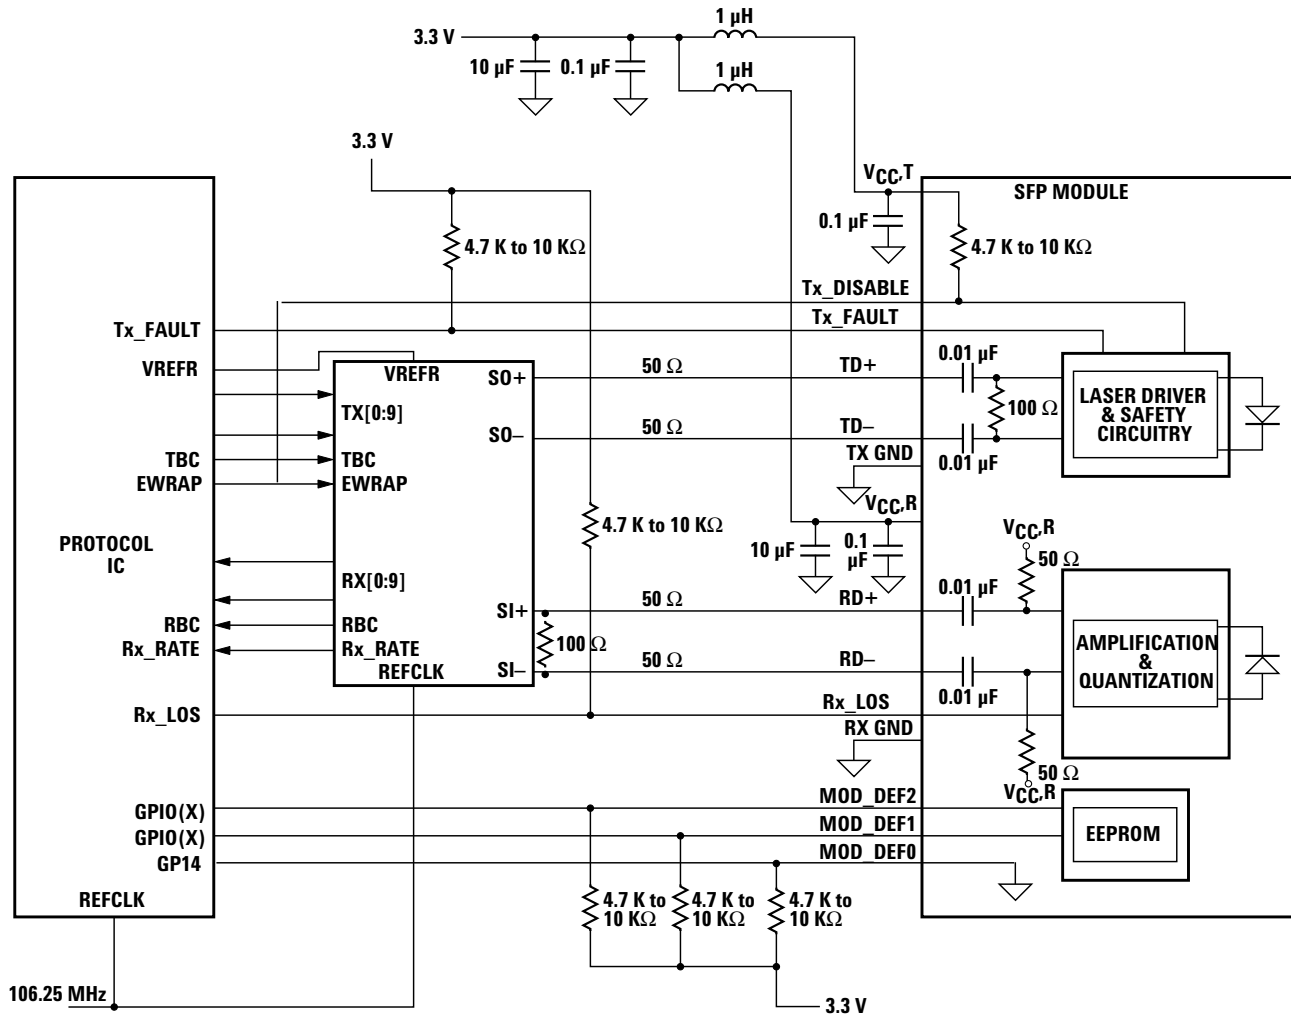 1 µH
3.3 V
10 µF
0.1 µF
1 µH
3.3 V
VCC,T
SFP MODULE
0.1 µF
4.7 K to 10 KΩ
4.7 K to 10 KΩ
Tx_DISABLE
Tx_FAULT
Tx_FAULT
VREFR
VREFR
SO+
50 Ω
TD+
0.01 µF
TX[0:9]
100 Ω
LASER DRIVER
& SAFETY
CIRCUITRY
SO–
50 Ω
TD–
TBC
TBC
TX GND
0.01 µF
EWRAP
EWRAP
VCC,R
4.7 K to 10 KΩ
PROTOCOL
IC
10 µF
0.1
µF
VCC,R
50 Ω
RX[0:9]
0.01 µF
SI+
50 Ω
RD+
RBC
RBC
Rx_RATE
Rx_RATE
100 Ω
AMPLIFICATION
&
QUANTIZATION
REFCLK
SI–
50 Ω
RD–
0.01 µF
Rx_LOS
Rx_LOS
RX GND
50 Ω
VCC,R
GPIO(X)
MOD_DEF2
GPIO(X)
MOD_DEF1
EEPROM
GP14
MOD_DEF0
REFCLK
4.7 K to
10 KΩ
4.7 K to
10 KΩ
4.7 K to
10 KΩ
106.25 MHz
3.3 V